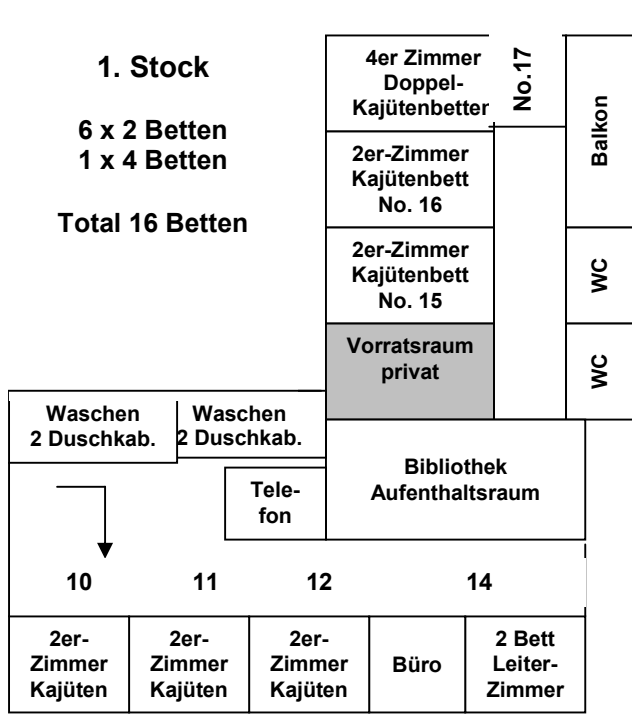 1. Stock
6 x 2 Betten
1 x 4 Betten
Total 16 Betten
4er Zimmer
Doppel-
Kajütenbetten
No.17
Balkon
2er-Zimmer
Kajütenbett
No. 16
2er-Zimmer
Kajütenbett
No. 15
WC
Vorratsraum
privat
WC
Waschen
2 Duschkab.
Waschen
2 Duschkab.
Bibliothek
Aufenthaltsraum
Tele-
fon
10 11 12 14
2er-
Zimmer
Kajüten
2er-
Zimmer
Kajüten
2er-
Zimmer
Kajüten
Büro
2 Bett
Leiter-
Zimmer